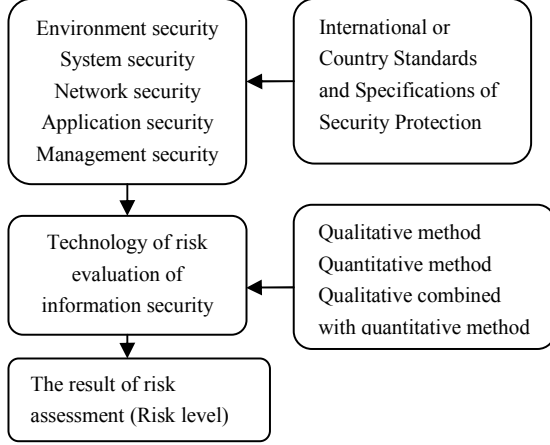 Environment security
System security
Network security
Application security
Management security
International or
Country Standards
and Specifications of
Security Protection
Technology of risk
evaluation of
information security
Qualitative method
Quantitative method
Qualitative combined
with quantitative method
The result of risk
assessment (Risk level)